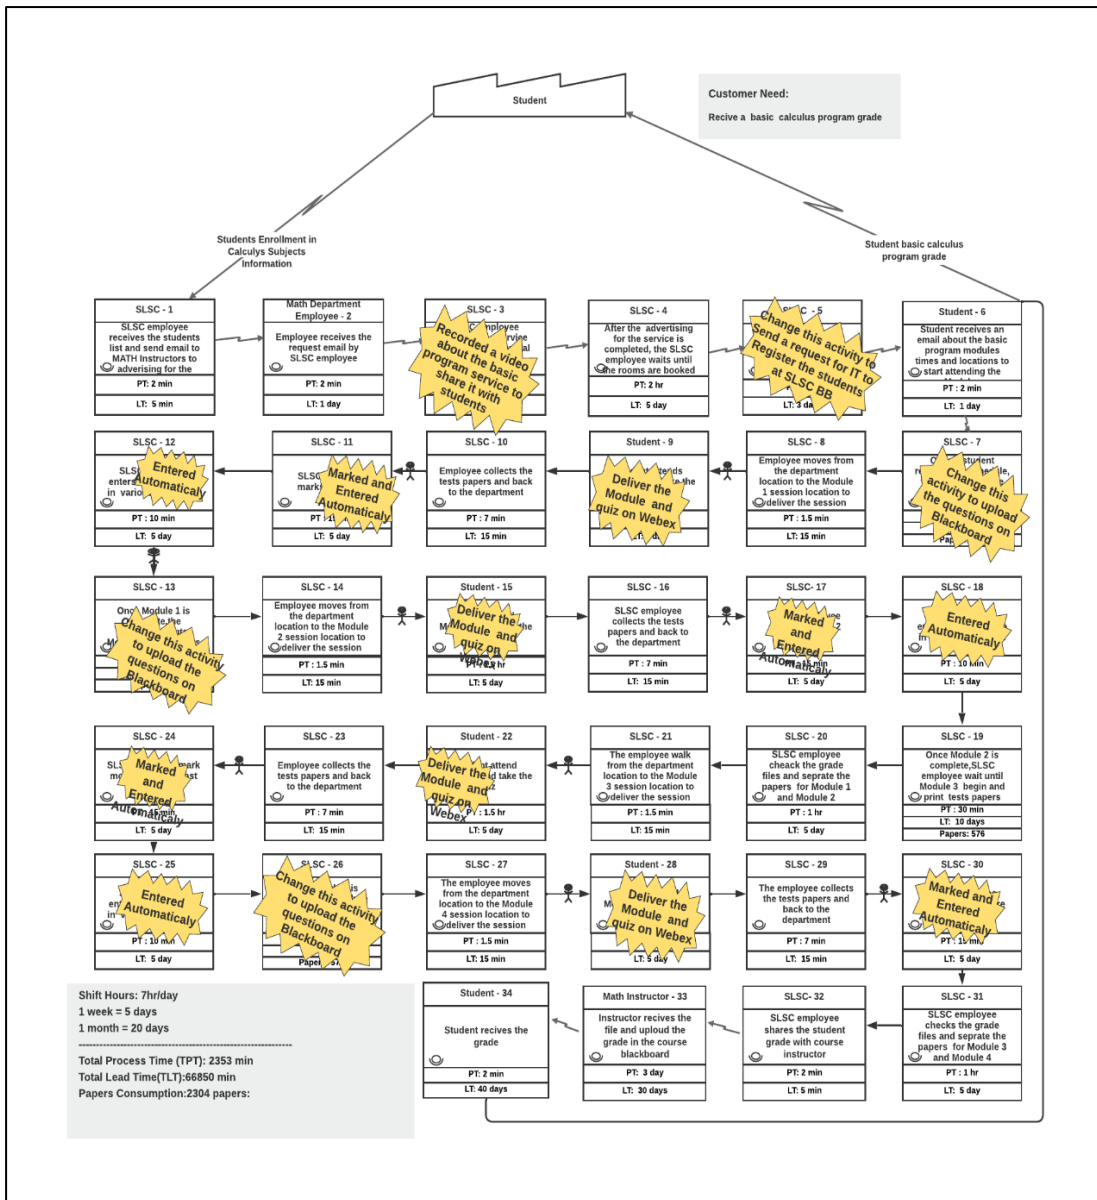 Student
Customer Need:
Recive a basic calculus program grade
Students Enrollment in
Calculys Subjects
Information
Student basic calculus
program grade
SLSC - 1
SLSC employee
receives the students
list and send email to
MATH Instructors to
advertising for the
PT: 2 min
LT: 5 min
Math Department
Employee - 2
Employee receives the
request email by
SLSC employee
PT: 2 min
LT: 1 day
SLSC - 3
Recorded a video
about the basic
program service to
share it with
students
SLSC - 4
After the advertising
for the service is
completed, the SLSC
employee waits until
the rooms are booked
PT: 2 hr
LT: 5 day
- 5
Change this activity to
Send a request for IT to
Register the students
at SLSC BB
LT: 3 day
Student - 6
Student receives an
email about the basic
program modules
times and locations to
start attending the
PT : 2 min
LT: 1 day
SLSC - 12
Entered
Automaticaly
PT : 10 min
LT: 5 day
SLSC - 11
Marked and
Entered
Automaticaly
LT: 5 day
SLSC - 10
Employee collects the
tests papers and back
to the department
PT : 7 min
LT: 15 min
Student - 9
Deliver the
Module and
quiz on Webex
SLSC - 8
Employee moves from
the department
location to the Module
1 session location to
deliver the session
PT : 1.5 min
LT: 15 min
SLSC - 7
Change this
activity to upload
the questions on
Blackboard
SLSC - 13
Once Module 1 is
Change this activity
to upload the
questions on
Blackboard
SLSC - 14
Employee moves from
the department
location to the Module
2 session location to
deliver the session
PT : 1.5 min
LT: 15 min
Student - 15
Deliver the
Module and
quiz on
Webex
LT: 5 day
SLSC - 16
SLSC employee
collects the tests
papers and back to
the department
PT : 7 min
LT: 15 min
SLSC- 17
Marked
and
Entered
Automaticaly
LT: 5 day
SLSC - 18
Entered
Automaticaly
PT : 10 min
LT: 5 day
SLSC - 24
Marked
and
Entered
Automaticaly
LT: 5 day
SLSC - 23
Employee collects the
tests papers and back
to the department
PT : 7 min
LT: 15 min
Student - 22
Deliver the
Module and
quiz on
Webex
PT : 1.5 hr
LT: 5 day
SLSC - 21
The employee walk
from the department
location to the Module
3 session location to
deliver the session
PT : 1.5 min
LT: 15 min
SLSC - 20
SLSC employee
cheack the grade
files and seprate the
papers for Module 1
and Module 2
PT : 1 hr
LT: 5 day
SLSC - 19
Once Module 2 is
complete,SLSC
employee wait until
Module 3 begin and
print tests papers
PT : 30 min
LT: 10 days
Papers: 576
SLSC - 25
Entered
Automaticaly
PT : 10 min
LT: 5 day
SLSC - 26
Change this activity
to upload the
questions on
Blackboard
SLSC - 27
The employee moves
from the department
location to the Module
4 session location to
deliver the session
PT : 1.5 min
LT: 15 min
Student - 28
Deliver the
Module and
quiz on Webex
LT: 5 day
SLSC - 29
The employee collects
the tests papers and
back to the
department
PT : 7 min
LT: 15 min
SLSC - 30
Marked and
Entered
Automaticaly
PT : 15 min
LT: 5 day
Shift Hours: 7hr/day
1 week = 5 days
1 month = 20 days
Total Process Time (TPT): 2353 min
Total Lead Time(TLT):66850 min
Papers Consumption:2304 papers:
Student - 34
Student recives the
grade
PT: 2 min
LT: 40 days
Math Instructor - 33
Instructor recives the
file and uploud the
grade in the course
blackboard
PT: 3 day
LT: 30 days
SLSC- 32
SLSC employee
shares the student
grade with course
instructor
PT: 2 min
LT: 5 min
SLSC - 31
SLSC employee
checks the grade
files and seprate the
papers for Module 3
and Module 4
PT : 1 hr
LT: 5 day